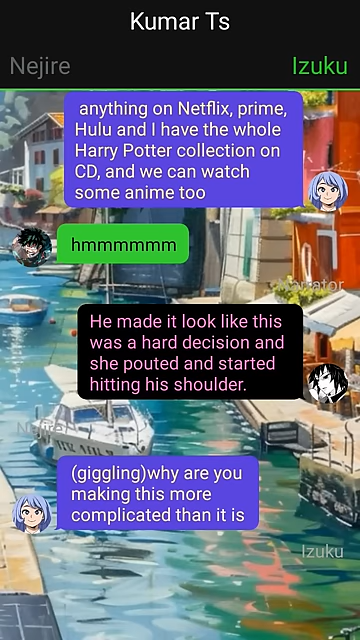 Kumar Ts
Nejire
Izuku
anything on Netflix, prime,
Hulu and I have the whole
Harry Potter collection on
CD, and we can watch
some anime too
hmmmmmm
He made it look like this
was a hard decision and
she pouted and started
hitting his shoulder.
(giggling)why are you
making this more
complicated than it is
Izuku